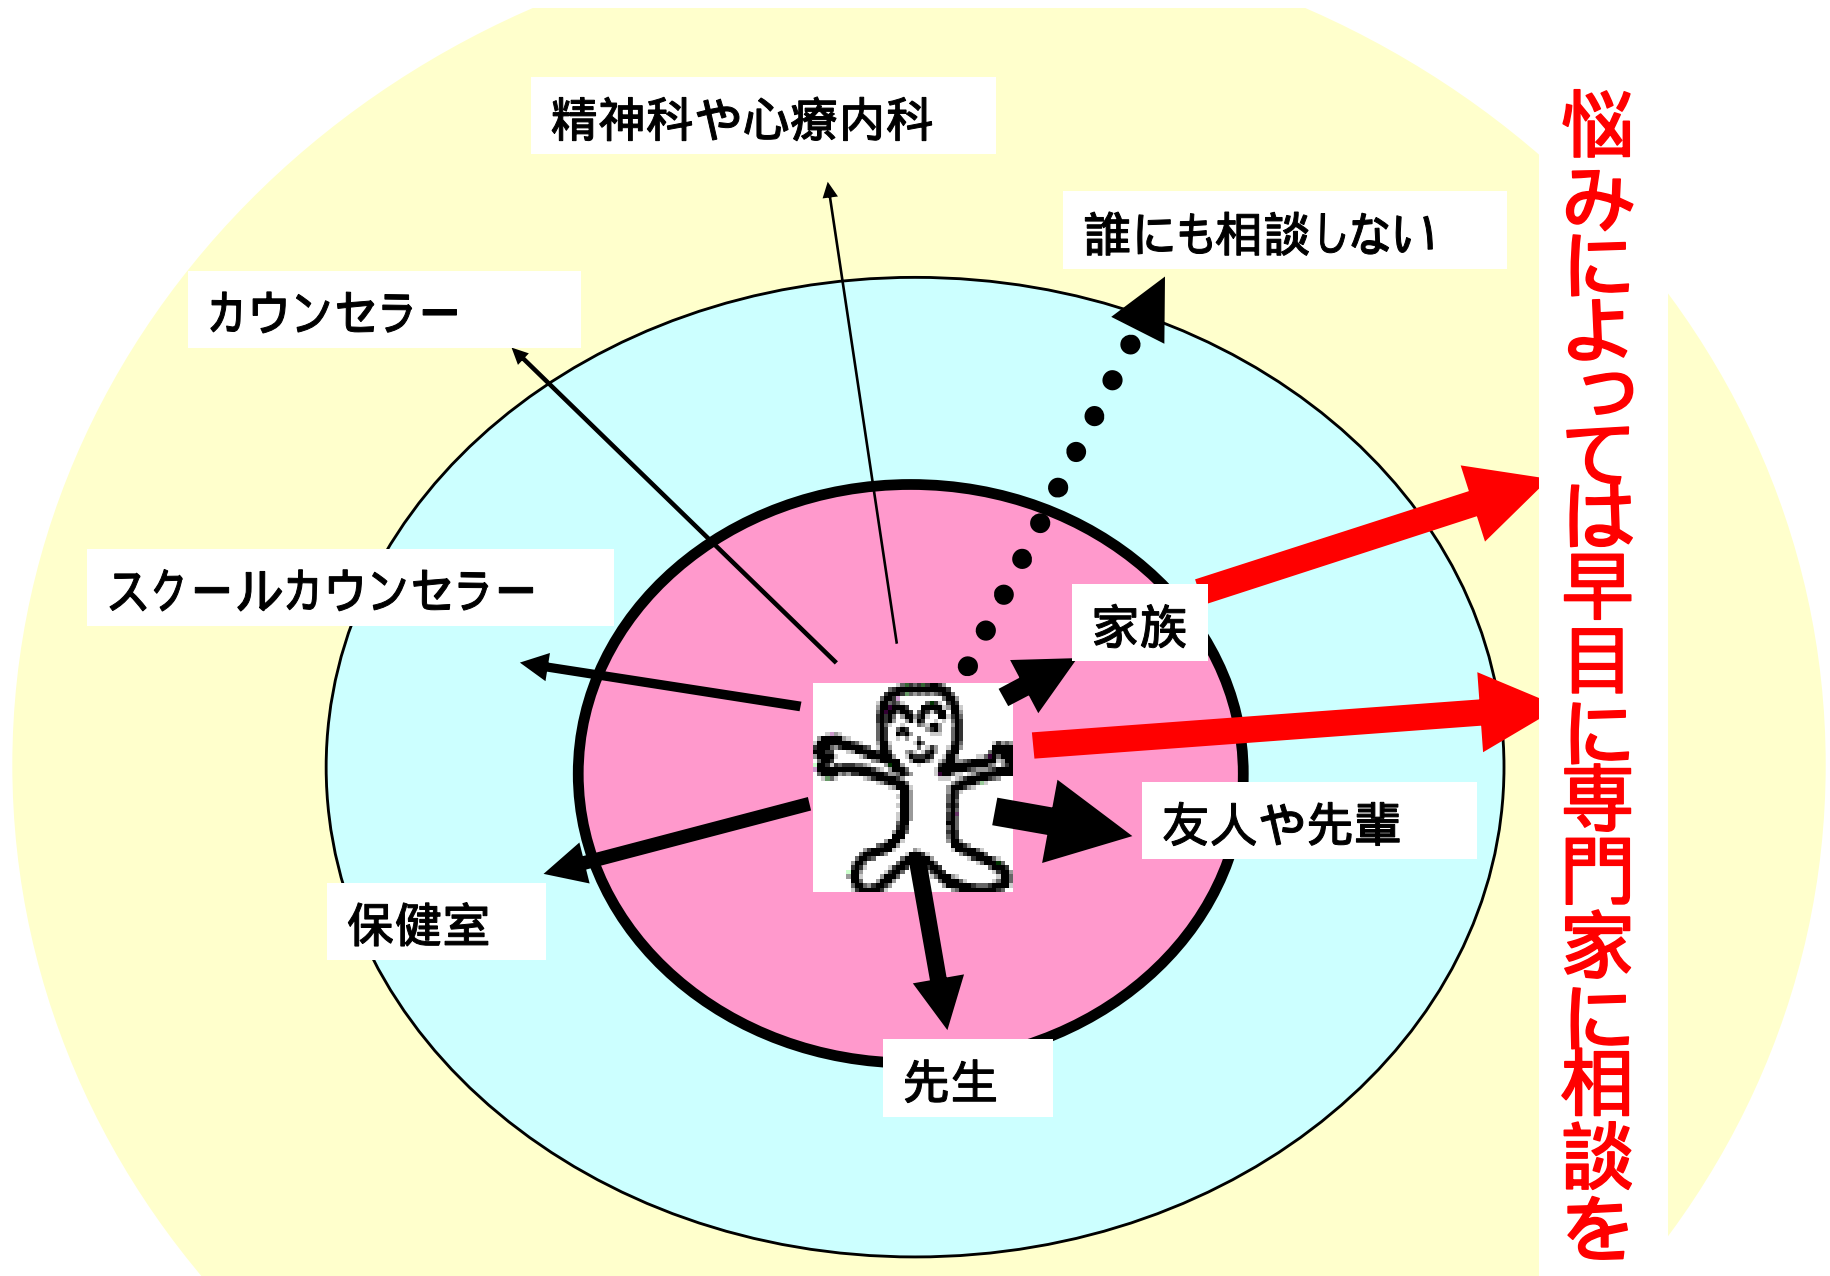 精神科や心療内科
誰にも相談しない
カウンセラー
スクールカウンセラー
家族
友人や先輩
保健室
先生
悩みによっては早目に専門家に相談を